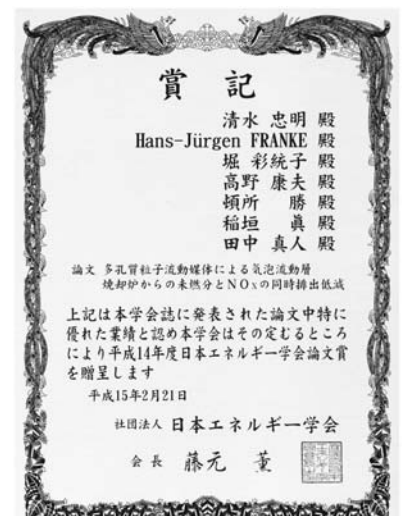 賞記
清水 忠明 殿
Hans-Jürgen FRANKE 殿
堀 彩統子 殿
高野 康夫 殿
頓所 勝 殿
稲垣 眞 殿
田中 真人 殿
論文 多孔質粒子流動媒体による気泡流動層
焼却炉からの未燃分とNOxの同時排出低減
上記は本学会誌に発表された論文中特に
優れた業績と認め本学会はその定むるところ
により平成14年度日本エネルギー学会論文賞
を贈呈します
平成15年2月21日
社団法人 日本エネルギー学会
会長 藤元 薫